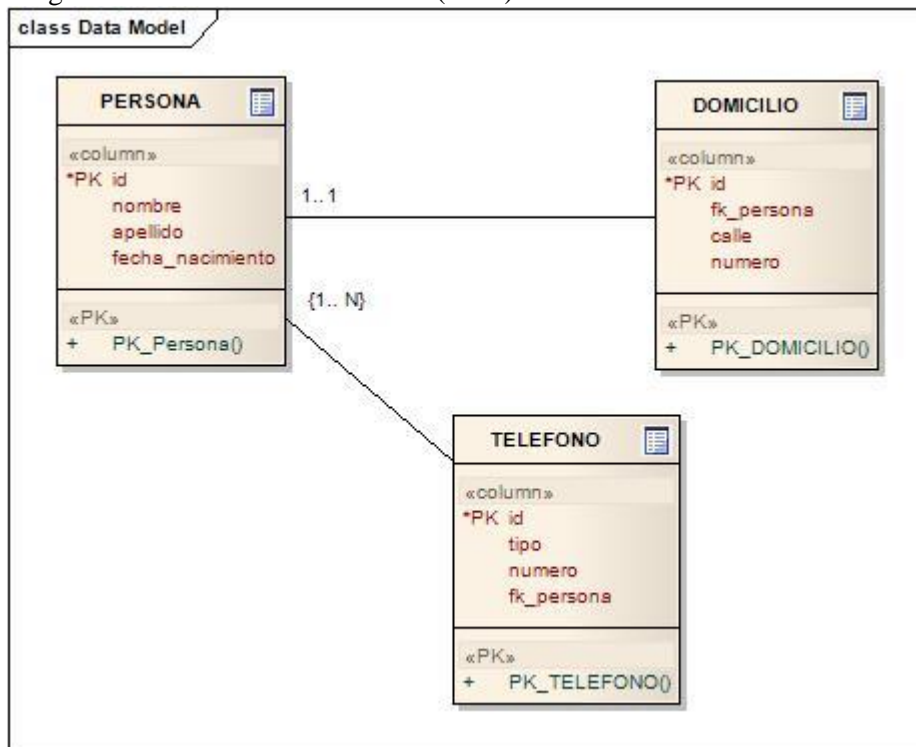 class Data Model
PERSONA
«column»
*PK id
nombre
apellido
fecha_nacimiento
«PK»
+ PK_Persona()
1..1
{1.. N}
DOMICILIO
«column»
*PK id
fk_persona
calle
numero
«PK»
+ PK_DOMICILIO()
TELEFONO
«column»
*PK id
tipo
numero
fk_persona
«PK»
+ PK_TELEFONO()